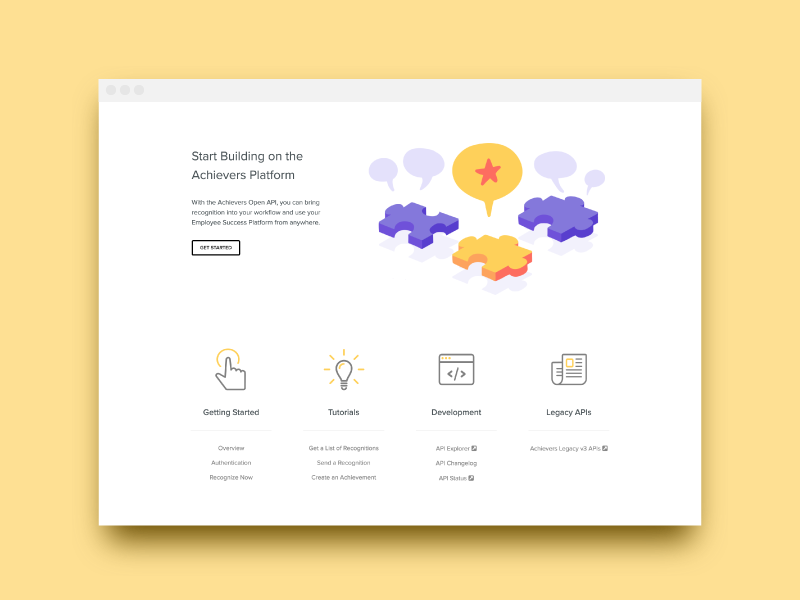 Start Building on the
Achievers Platform
With the Achievers Open API, you can bring
recognition into your workflow and use your
Employee Success Platform from anywhere.
GET STARTED
Getting Started
Tutorials
Development
Legacy APIs
Overview
Authentication
Recognize Now
Get a List of Recognitions
Send a Recognition
Create an Achievement
API Explorer
API Changelog
API Status
Achievers Legacy v3 APIs